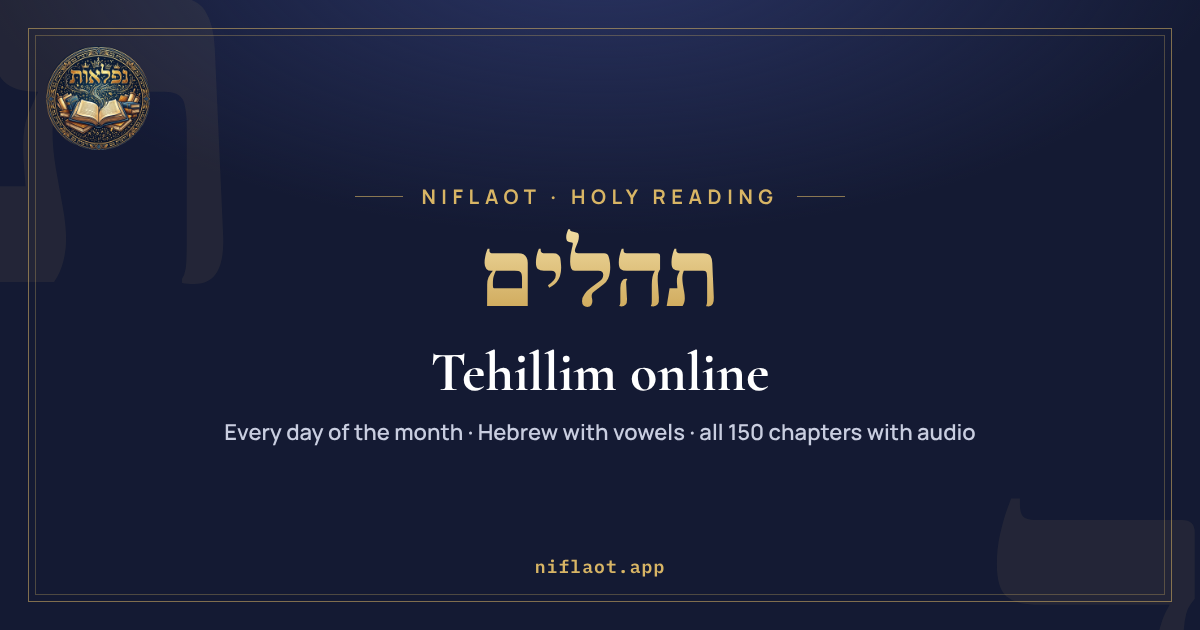 נפלאות
NIFLAOT · HOLY READING
תהלים
Tehillim online
Every day of the month · Hebrew with vowels · all 150 chapters with audio
niflaot.app